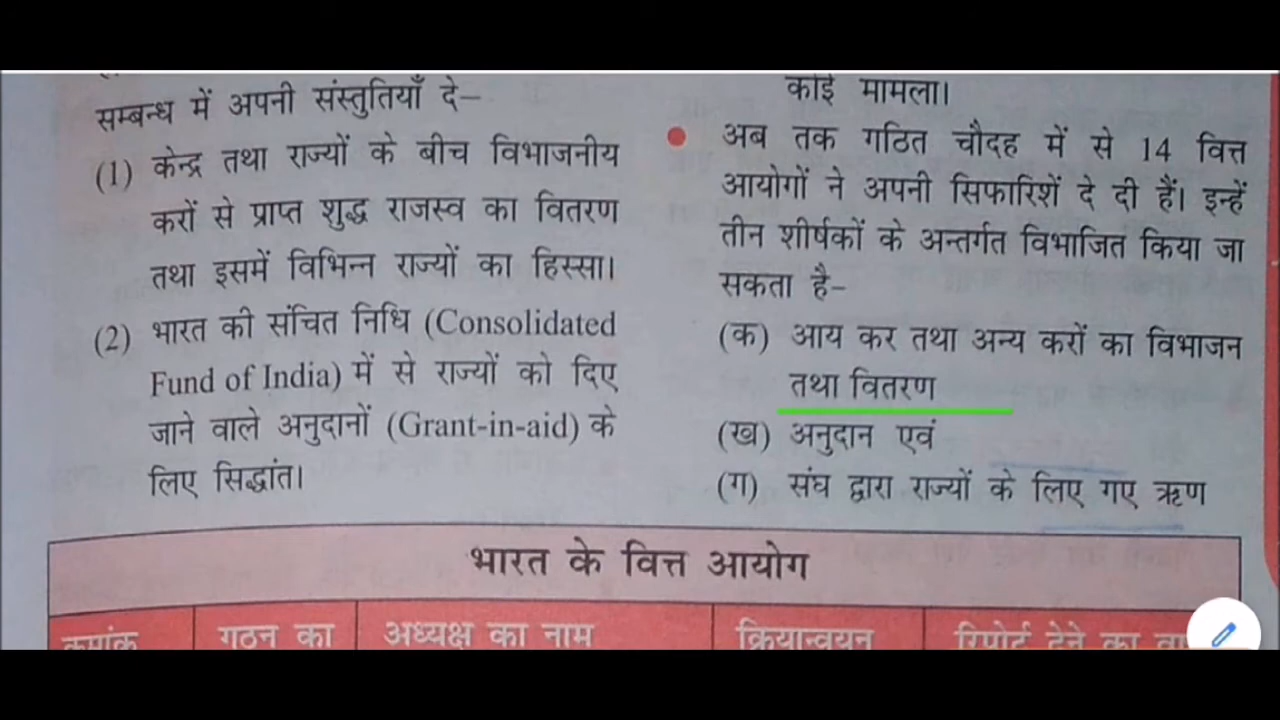 सम्बन्ध में अपनी संस्तुतियाँ दे–
(1) केन्द्र तथा राज्यों के बीच विभाजनीय
करों से प्राप्त शुद्ध राजस्व का वितरण
तथा इसमें विभिन्न राज्यों का हिस्सा।
(2) भारत की संचित निधि (Consolidated
Fund of India) में से राज्यों को दिए
जाने वाले अनुदानों (Grant-in-aid) के
लिए सिद्धांत।
कोई मामला।
अब तक गठित चौदह में से 14 वित्त
आयोगों ने अपनी सिफारिशें दे दी हैं। इन्हें
तीन शीर्षकों के अन्तर्गत विभाजित किया जा
सकता है–
(क) आय कर तथा अन्य करों का विभाजन
तथा वितरण
(ख) अनुदान एवं
(ग) संघ द्वारा राज्यों के लिए गए ऋण
भारत के वित्त आयोग
क्रमांक गठन का अध्यक्ष का नाम क्रियान्वयन रिपोर्ट देने का